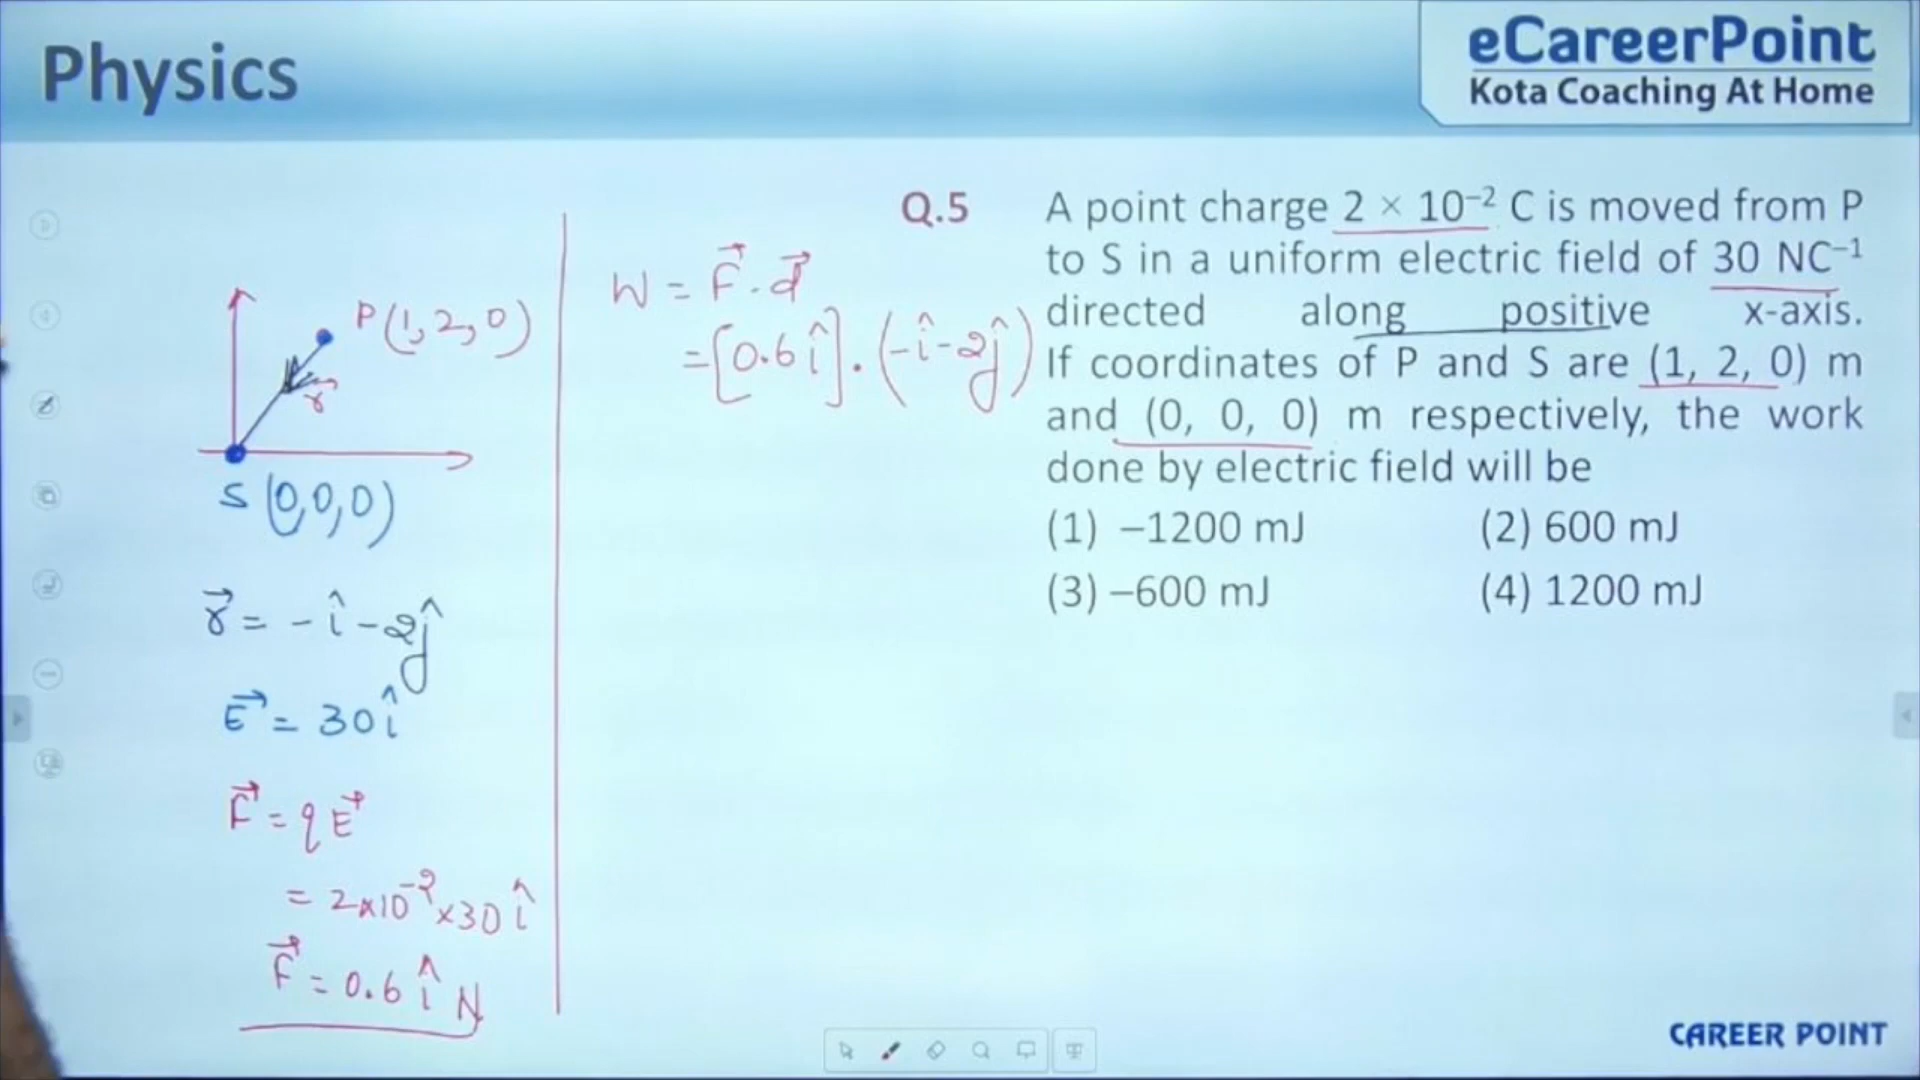 Physics
eCareerPoint
Kota Coaching At Home
P(1,2,0)
r⃗
S(0,0,0)
r⃗ = -î-2ĵ
E⃗ = 30î
F⃗ = qE⃗
= 2×10⁻²×30î
F⃗ = 0.6 î N
W = F⃗.d⃗
= [0.6 î].(-î-2ĵ)
Q.5 A point charge 2 × 10⁻² C is moved from P
to S in a uniform electric field of 30 NC⁻¹
directed along positive x-axis.
If coordinates of P and S are (1, 2, 0) m
and (0, 0, 0) m respectively, the work
done by electric field will be
(1) –1200 mJ (2) 600 mJ
(3) –600 mJ (4) 1200 mJ
CAREER POINT